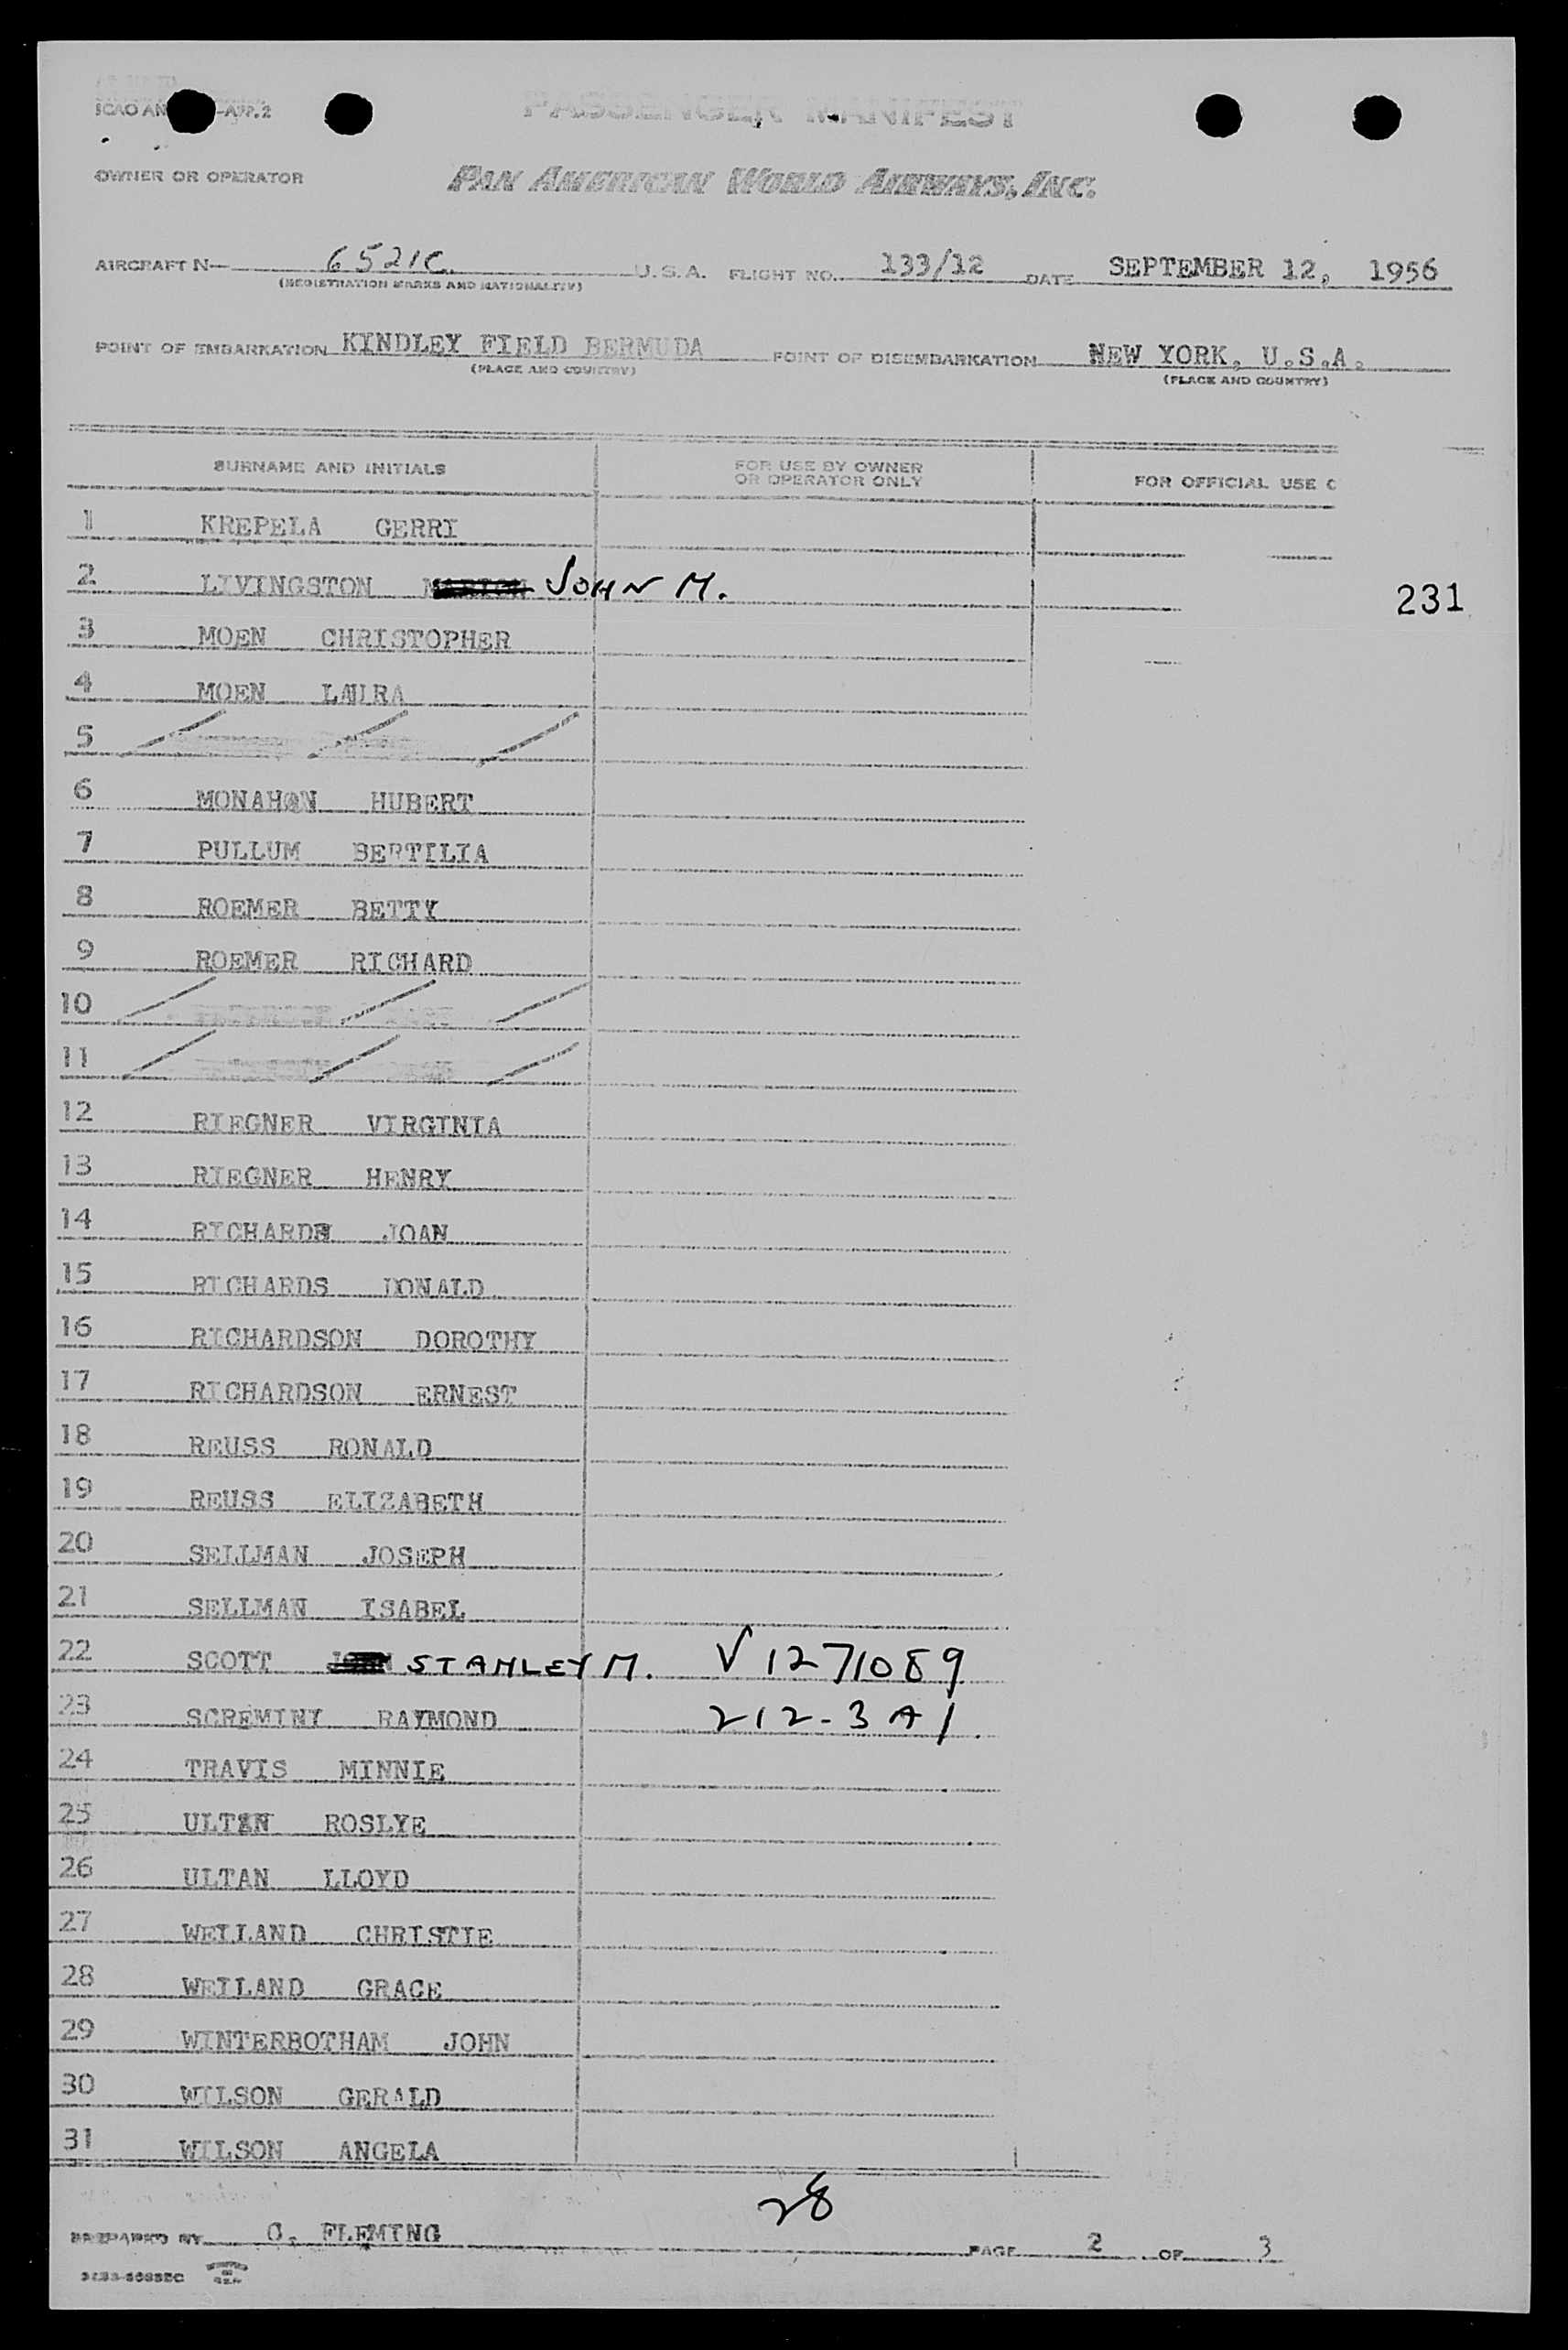 PASSENGER MANIFEST
OWNER OR OPERATOR PAN AMERICAN WORLD AIRWAYS, INC.
AIRCRAFT N— 6521C U.S.A. FLIGHT NO. 133/12 DATE SEPTEMBER 12, 1956
(REGISTRATION MARKS AND NATIONALITY)
POINT OF EMBARKATION KINDLEY FIELD BERMUDA POINT OF DISEMBARKATION NEW YORK, U.S.A.
(PLACE AND COUNTRY) (PLACE AND COUNTRY)
SURNAME AND INITIALS FOR USE BY OWNER OR OPERATOR ONLY FOR OFFICIAL USE
1 KREPELA GERRI
2 LIVINGSTON JOHN M.
231
3 MOEN CHRISTOPHER
4 MOEN LAURA
5
6 MONAHAN HUBERT
7 PULLUM BERTILIA
8 ROEMER BETTY
9 ROEMER RICHARD
10
11
12 RIEGNER VIRGINIA
13 RIEGNER HENRY
14 RICHARDS JOAN
15 RICHARDS DONALD
16 RICHARDSON DOROTHY
17 RICHARDSON ERNEST
18 REUSS RONALD
19 REUSS ELIZABETH
20 SELLMAN JOSEPH
21 SELLMAN ISABEL
22 SCOTT STANLEY M. V 1271089
23 SCREMINI RAYMOND 212-3A1.
24 TRAVIS MINNIE
25 ULTAN ROSLYE
26 ULTAN LLOYD
27 WEILAND CHRISTIE
28 WEILAND GRACE
29 WINTERBOTHAM JOHN
30 WILSON GERALD
31 WILSON ANGELA
28
PREPARED BY C. FLEMING PAGE 2 OF 3